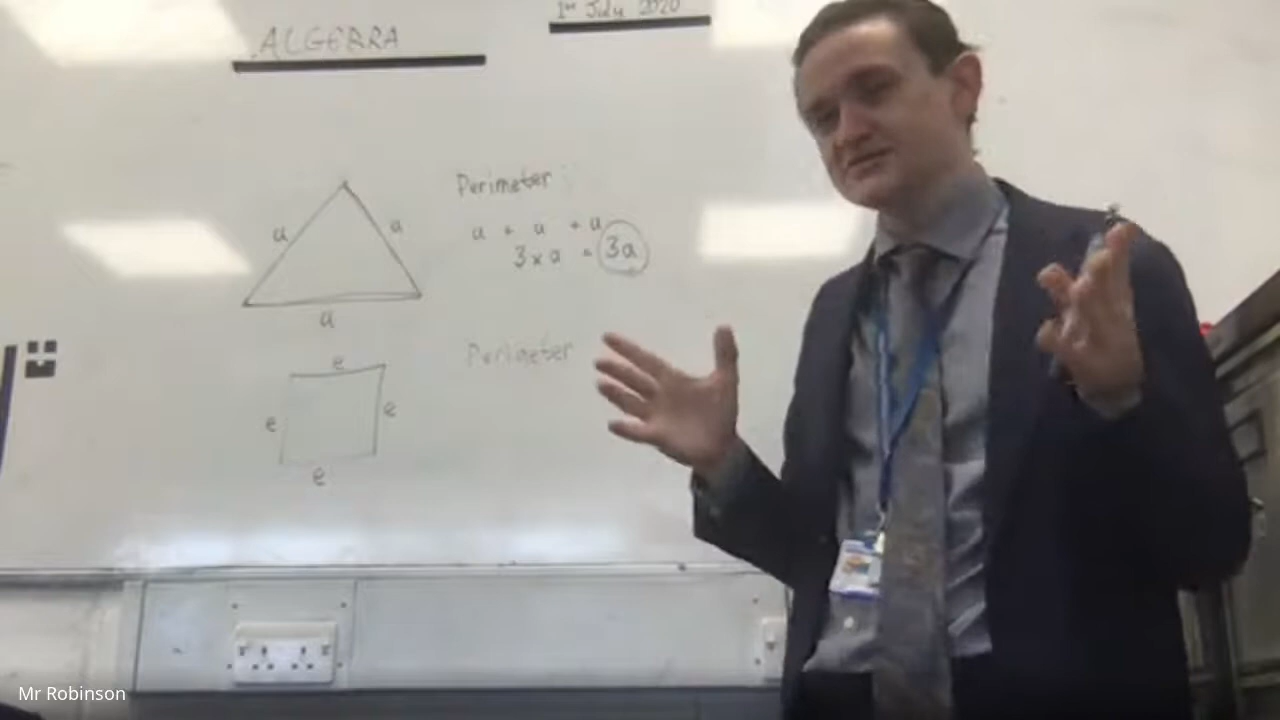 ALGEBRA
1st July 2020
Perimeter:
a + a + a
3 x a = 3a
a
a
a
Perimeter
e
e
e
e
Mr Robinson